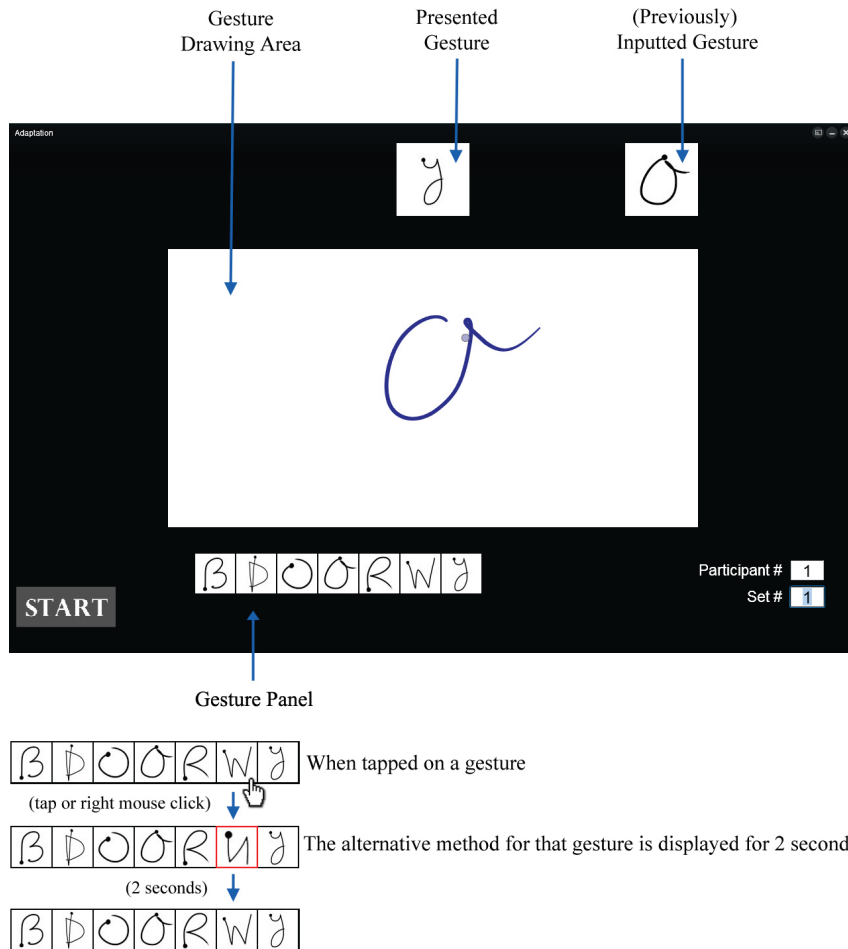 Gesture
Drawing Area
Presented
Gesture
(Previously)
Inputted Gesture
Adaptation
y
O
a
B D O O R W y
START
Participant # 1
Set # 1
Gesture Panel
B D O O R W y
When tapped on a gesture
(tap or right mouse click)
B D O O R y
The alternative method for that gesture is displayed for 2 second
(2 seconds)
B D O O R W y